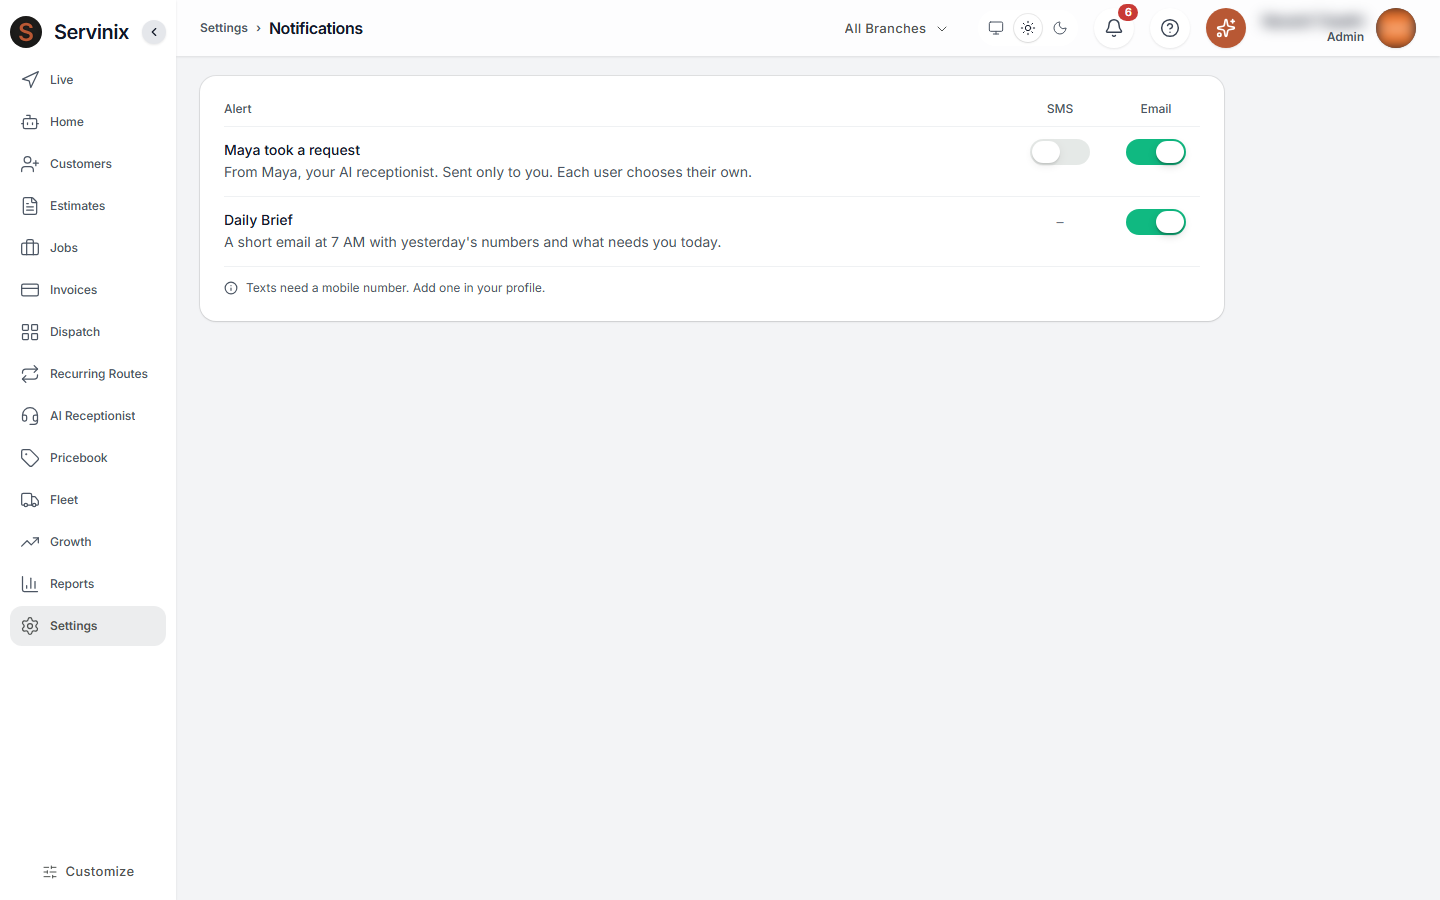 S Servinix
Settings › Notifications
All Branches
6
Admin
Live
Home
Customers
Estimates
Jobs
Invoices
Dispatch
Recurring Routes
AI Receptionist
Pricebook
Fleet
Growth
Reports
Settings
Customize
Alert SMS Email
Maya took a request
From Maya, your AI receptionist. Sent only to you. Each user chooses their own.
Daily Brief –
A short email at 7 AM with yesterday's numbers and what needs you today.
Texts need a mobile number. Add one in your profile.